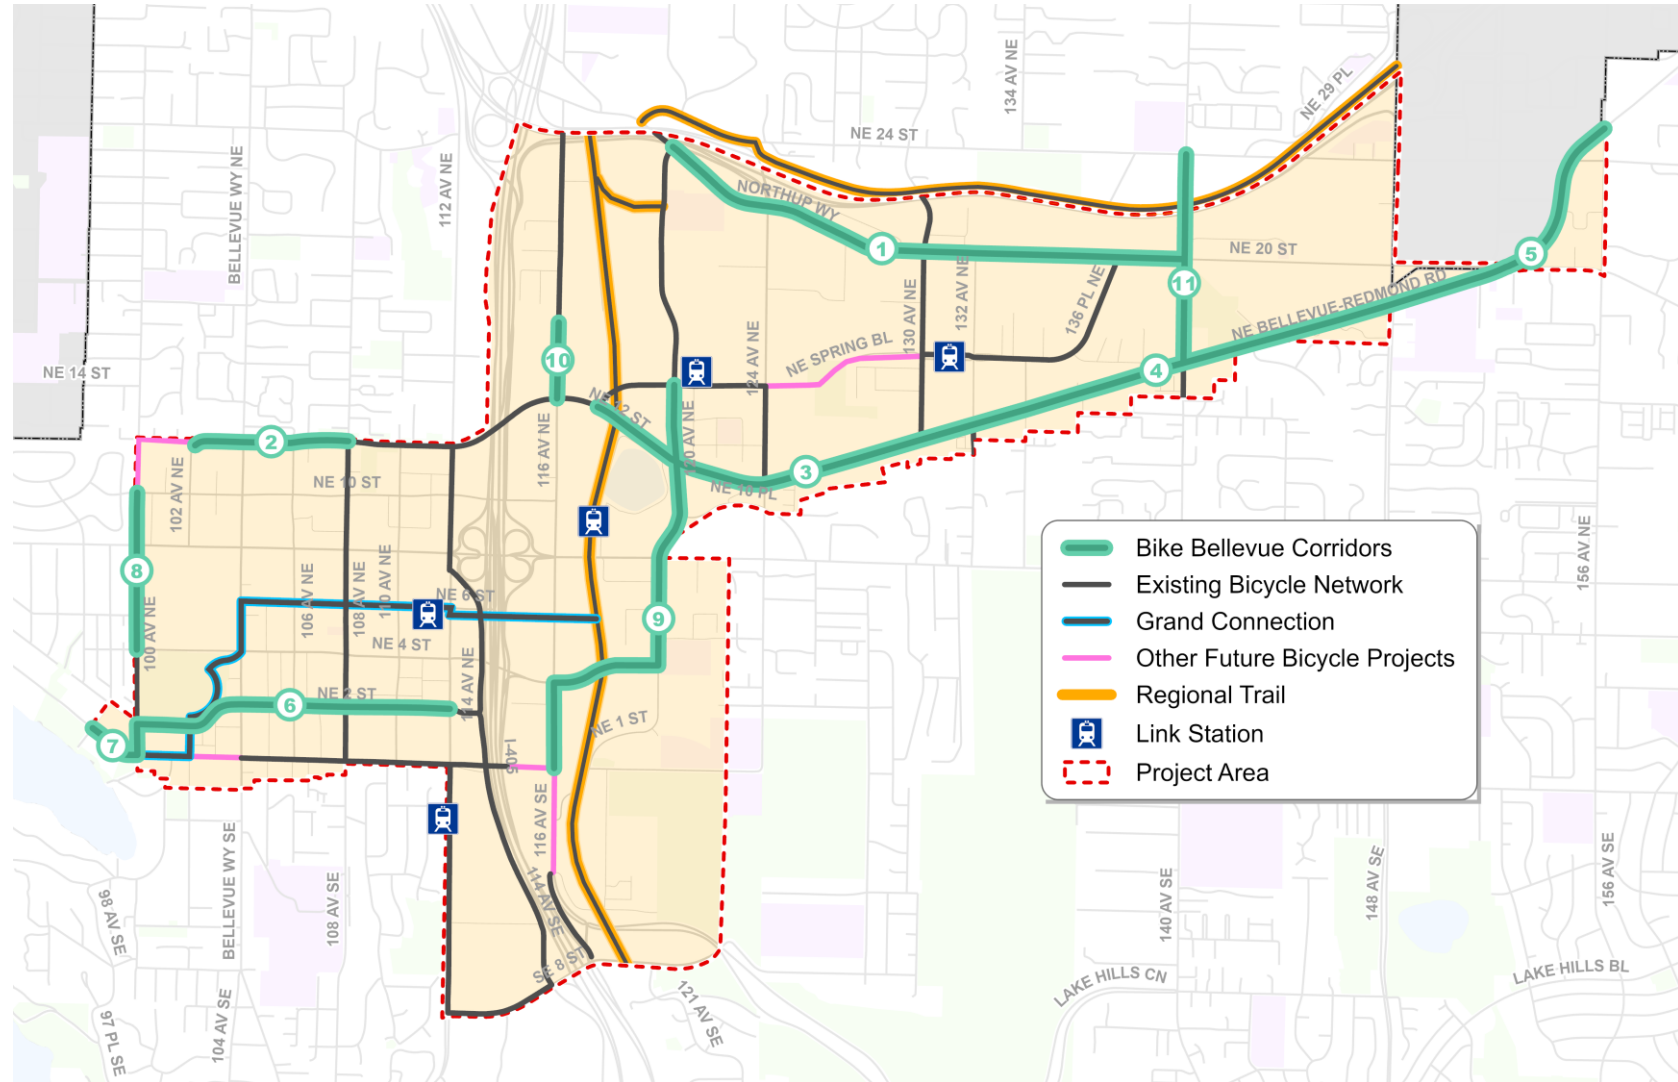 134 AV NE
NE 29 PL
NE 24 ST
BELLEVUE WY NE
112 AV NE
NORTHUP WY
1
NE 20 ST
5
11
136 PL NE
132 AV NE
130 AV NE
NE BELLEVUE-REDMOND RD
10
124 AV NE
NE SPRING BL
4
NE 14 ST
NE 12 ST
120 AV NE
116 AV NE
2
102 AV NE
NE 10 ST
3
NE 10 PL
8
106 AV NE
108 AV NE
110 AV NE
NE 6 ST
100 AV NE
NE 4 ST
9
114 AV NE
NE 2 ST
6
7
NE 1 ST
I-405
116 AV SE
114 AV SE
SE 8 ST
Bike Bellevue Corridors
Existing Bicycle Network
Grand Connection
Other Future Bicycle Projects
Regional Trail
Link Station
Project Area
156 AV NE
BELLEVUE WY SE
98 AV SE
108 AV SE
97 PL SE
104 AV SE
121 AV SE
140 AV SE
148 AV SE
156 AV SE
LAKE HILLS CN
LAKE HILLS BL